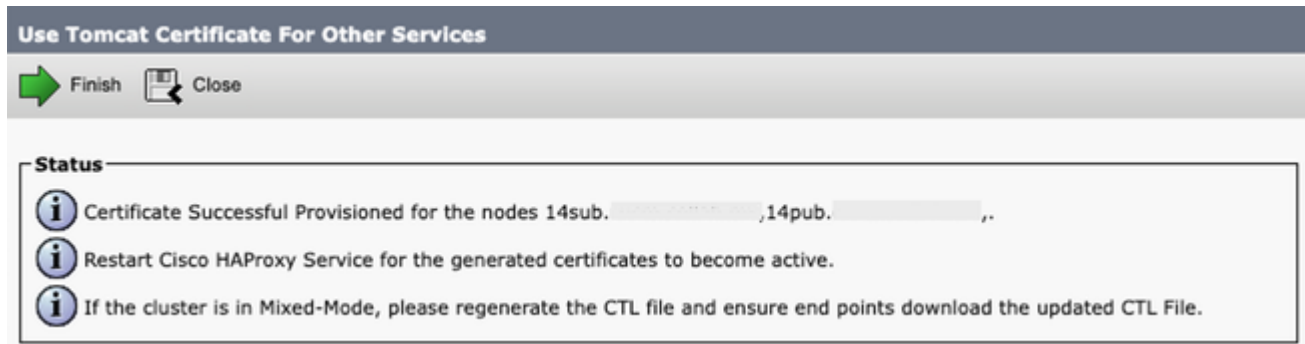 Use Tomcat Certificate For Other Services
Finish Close
Status
Certificate Successful Provisioned for the nodes 14sub. ,14pub. ,.
Restart Cisco HAProxy Service for the generated certificates to become active.
If the cluster is in Mixed-Mode, please regenerate the CTL file and ensure end points download the updated CTL File.